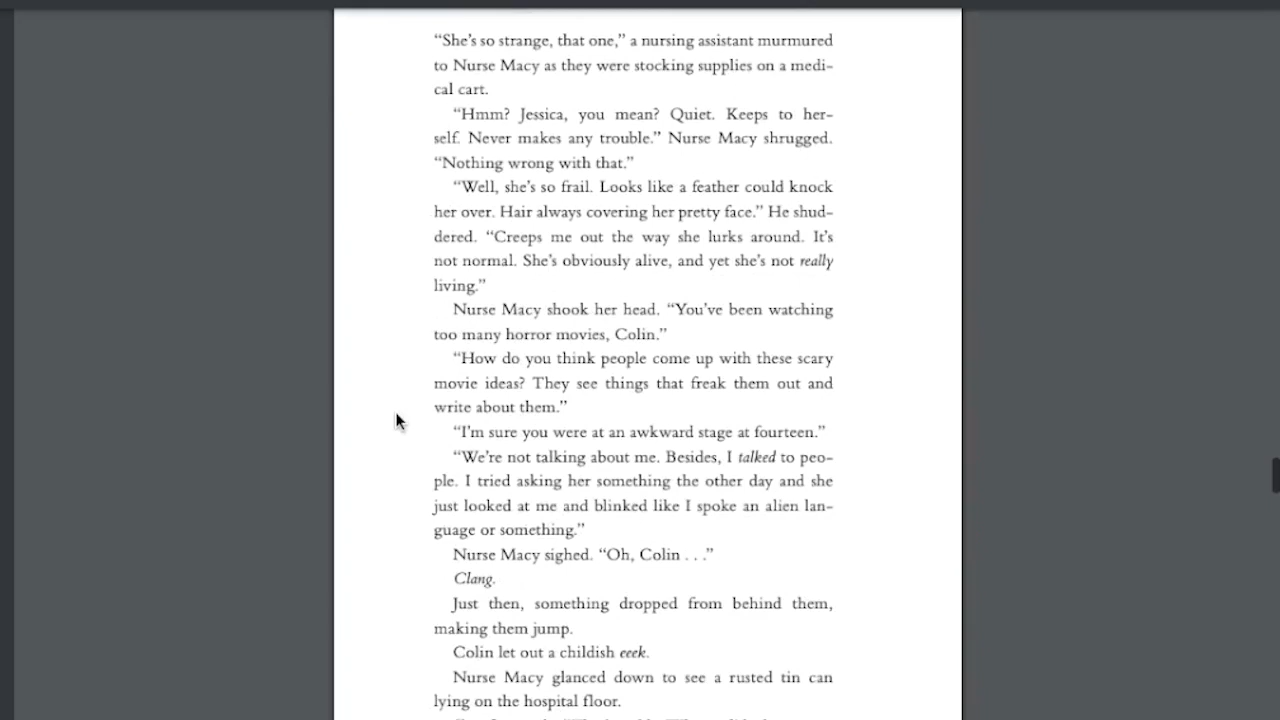 “She’s so strange, that one,” a nursing assistant murmured
to Nurse Macy as they were stocking supplies on a medi-
cal cart.
“Hmm? Jessica, you mean? Quiet. Keeps to her-
self. Never makes any trouble.” Nurse Macy shrugged.
“Nothing wrong with that.”
“Well, she’s so frail. Looks like a feather could knock
her over. Hair always covering her pretty face.” He shud-
dered. “Creeps me out the way she lurks around. It’s
not normal. She’s obviously alive, and yet she’s not really
living.”
Nurse Macy shook her head. “You’ve been watching
too many horror movies, Colin.”
“How do you think people come up with these scary
movie ideas? They see things that freak them out and
write about them.”
“I’m sure you were at an awkward stage at fourteen.”
“We’re not talking about me. Besides, I talked to peo-
ple. I tried asking her something the other day and she
just looked at me and blinked like I spoke an alien lan-
guage or something.”
Nurse Macy sighed. “Oh, Colin . . .”
Clang.
Just then, something dropped from behind them,
making them jump.
Colin let out a childish eeek.
Nurse Macy glanced down to see a rusted tin can
lying on the hospital floor.